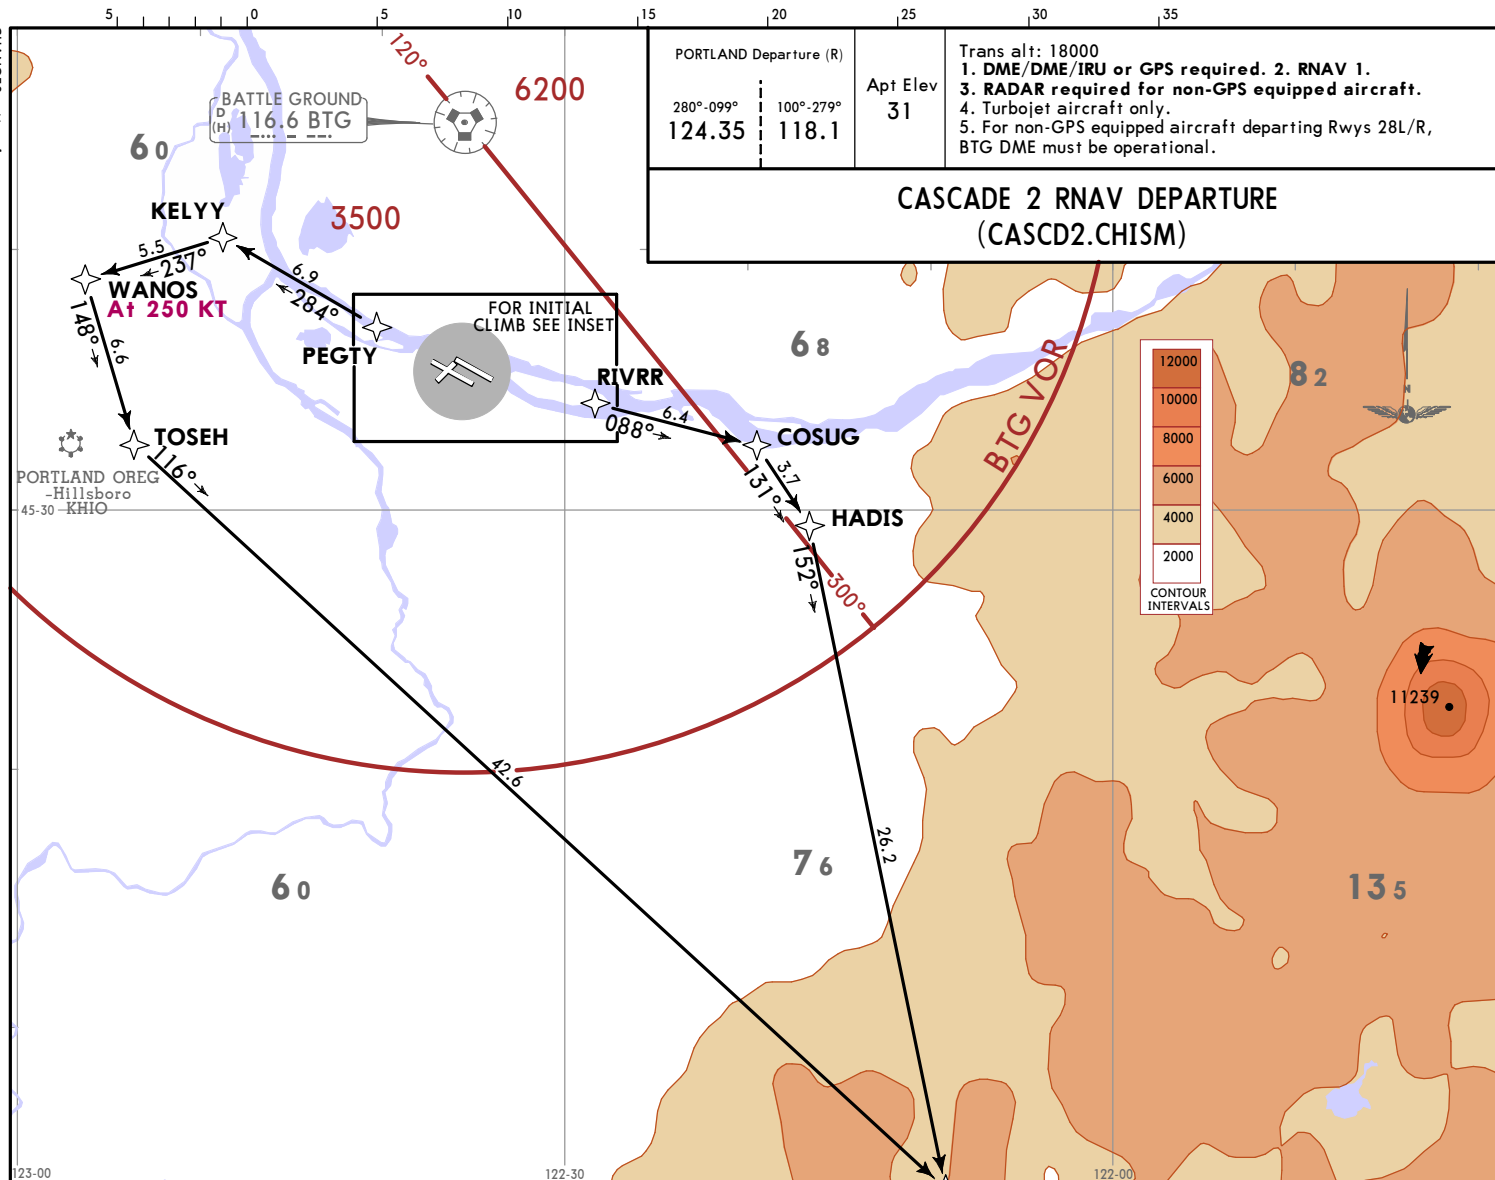 5 0 5 10 15 20 25 30 35
PORTLAND Departure (R)
280°-099°
124.35
100°-279°
118.1
Apt Elev
31
Trans alt: 18000
1. DME/DME/IRU or GPS required. 2. RNAV 1.
3. RADAR required for non-GPS equipped aircraft.
4. Turbojet aircraft only.
5. For non-GPS equipped aircraft departing Rwys 28L/R,
BTG DME must be operational.
CASCADE 2 RNAV DEPARTURE
(CASCD2.CHISM)
120°
6200
BATTLE GROUND
D
(H)
116.6 BTG
60
KELYY
3500
5.5
237°
6.9
284°
WANOS
At 250 KT
FOR INITIAL
CLIMB SEE INSET
148°
6.6
PEGTY
68
82
N
RIVRR
6.4
088°
COSUG
BTG VOR
TOSEH
116°
3.7
131°
HADIS
PORTLAND OREG
-Hillsboro
KHIO
45-30
152°
300°
12000
10000
8000
6000
4000
2000
CONTOUR
INTERVALS
11239
42.6
26.2
60
76
135
123-00
122-30
122-00